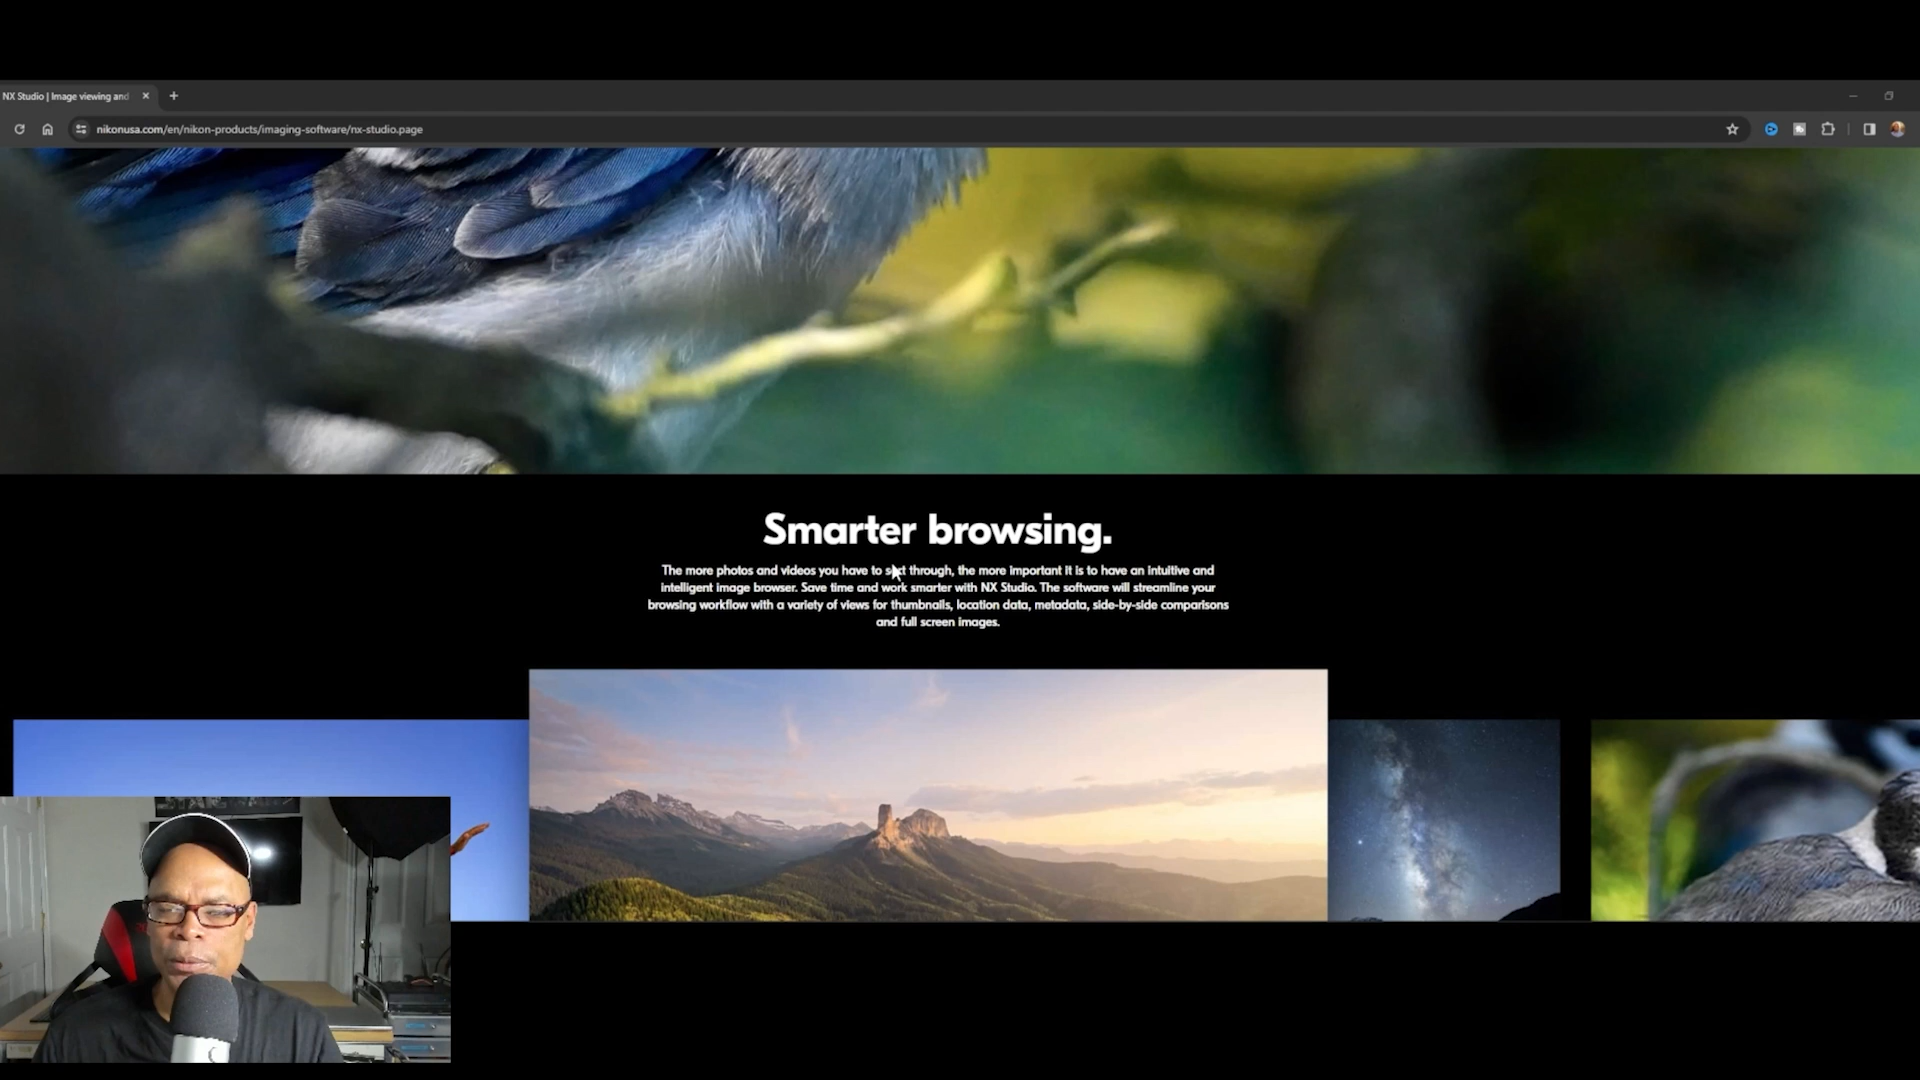 NX Studio | Image viewing and
nikonusa.com/en/nikon-products/imaging-software/nx-studio.page
Smarter browsing.
The more photos and videos you have to sort through, the more important it is to have an intuitive and
intelligent image browser. Save time and work smarter with NX Studio. The software will streamline your
browsing workflow with a variety of views for thumbnails, location data, metadata, side-by-side comparisons
and full screen images.